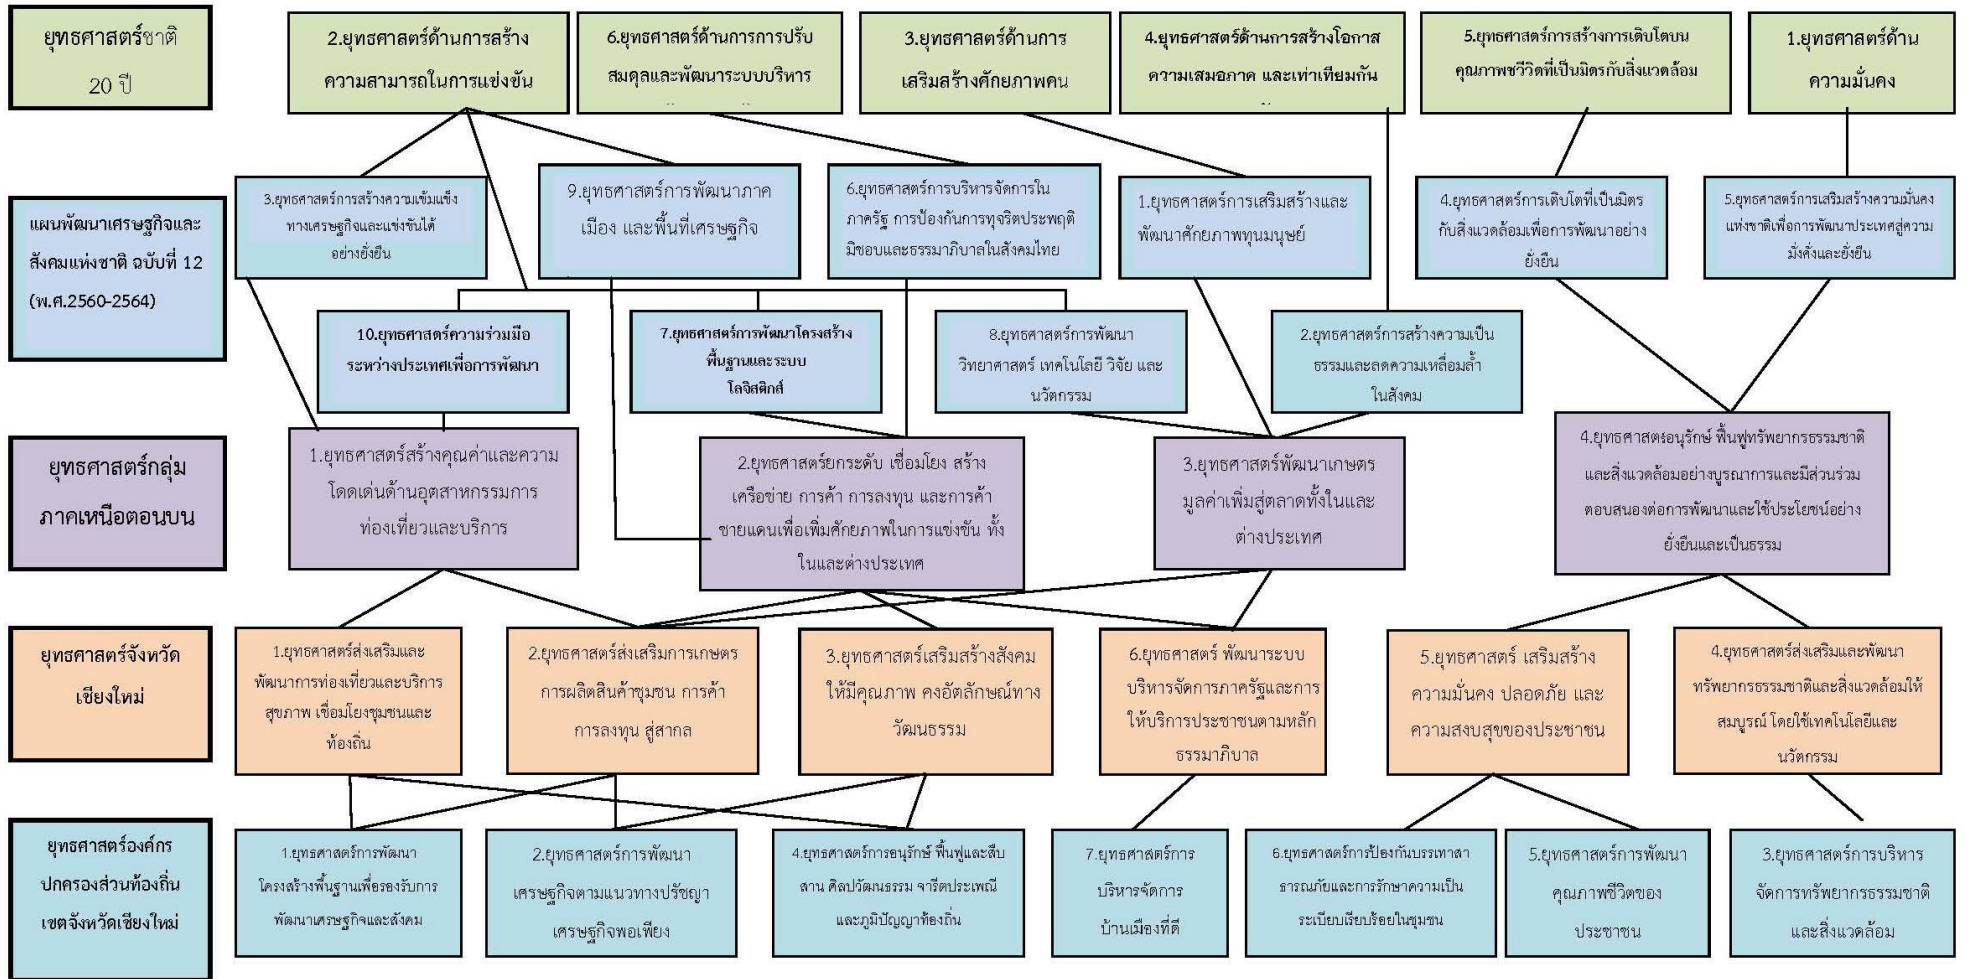 ยุทธศาสตร์ชาติ
20 ปี
2.ยุทธศาสตร์ด้านการสร้าง
ความสามารถในการแข่งขัน
6.ยุทธศาสตร์ด้านการการปรับ
สมดุลและพัฒนาระบบบริหาร
3.ยุทธศาสตร์ด้านการ
เสริมสร้างศักยภาพคน
4.ยุทธศาสตร์ด้านการสร้างโอกาส
ความเสมอภาค และเท่าเทียมกัน
5.ยุทธศาสตร์การสร้างการเติบโตบน
คุณภาพชีวิตที่เป็นมิตรกับสิ่งแวดล้อม
1.ยุทธศาสตร์ด้าน
ความมั่นคง
แผนพัฒนาเศรษฐกิจและ
สังคมแห่งชาติ ฉบับที่ 12
(พ.ศ.2560-2564)
3.ยุทธศาสตร์การสร้างความเข้มแข็ง
ทางเศรษฐกิจและแข่งขันได้
อย่างยั่งยืน
9.ยุทธศาสตร์การพัฒนาภาค
เมือง และพื้นที่เศรษฐกิจ
6.ยุทธศาสตร์การบริหารจัดการใน
ภาครัฐ การป้องกันการทุจริตประพฤติ
มิชอบและธรรมาภิบาลในสังคมไทย
1.ยุทธศาสตร์การเสริมสร้างและ
พัฒนาศักยภาพทุนมนุษย์
4.ยุทธศาสตร์การเติบโตที่เป็นมิตร
กับสิ่งแวดล้อมเพื่อการพัฒนาอย่าง
ยั่งยืน
5.ยุทธศาสตร์การเสริมสร้างความมั่นคง
แห่งชาติเพื่อการพัฒนาประเทศสู่ความ
มั่งคั่งและยั่งยืน
10.ยุทธศาสตร์ความร่วมมือ
ระหว่างประเทศเพื่อการพัฒนา
7.ยุทธศาสตร์การพัฒนาโครงสร้าง
พื้นฐานและระบบ
โลจิสติกส์
8.ยุทธศาสตร์การพัฒนา
วิทยาศาสตร์ เทคโนโลยี วิจัย และ
นวัตกรรม
2.ยุทธศาสตร์การสร้างความเป็น
ธรรมและลดความเหลื่อมล้ำ
ในสังคม
ยุทธศาสตร์กลุ่ม
ภาคเหนือตอนบน
1.ยุทธศาสตร์สร้างคุณค่าและความ
โดดเด่นด้านอุตสาหกรรมการ
ท่องเที่ยวและบริการ
2.ยุทธศาสตร์ยกระดับ เชื่อมโยง สร้าง
เครือข่าย การค้า การลงทุน และการค้า
ชายแดนเพื่อเพิ่มศักยภาพในการแข่งขัน ทั้ง
ในและต่างประเทศ
3.ยุทธศาสตร์พัฒนาเกษตร
มูลค่าเพิ่มสู่ตลาดทั้งในและ
ต่างประเทศ
4.ยุทธศาสตร์อนุรักษ์ ฟื้นฟูทรัพยากรธรรมชาติ
และสิ่งแวดล้อมอย่างบูรณาการและมีส่วนร่วม
ตอบสนองต่อการพัฒนาและใช้ประโยชน์อย่าง
ยั่งยืนและเป็นธรรม
ยุทธศาสตร์จังหวัด
เชียงใหม่
1.ยุทธศาสตร์ส่งเสริมและ
พัฒนาการท่องเที่ยวและบริการ
สุขภาพ เชื่อมโยงชุมชนและ
ท้องถิ่น
2.ยุทธศาสตร์ส่งเสริมการเกษตร
การผลิตสินค้าชุมชน การค้า
การลงทุน สู่สากล
3.ยุทธศาสตร์เสริมสร้างสังคม
ให้มีคุณภาพ คงอัตลักษณ์ทาง
วัฒนธรรม
6.ยุทธศาสตร์ พัฒนาระบบ
บริหารจัดการภาครัฐและการ
ให้บริการประชาชนตามหลัก
ธรรมาภิบาล
5.ยุทธศาสตร์ เสริมสร้าง
ความมั่นคง ปลอดภัย และ
ความสงบสุขของประชาชน
4.ยุทธศาสตร์ส่งเสริมและพัฒนา
ทรัพยากรธรรมชาติและสิ่งแวดล้อมให้
สมบูรณ์ โดยใช้เทคโนโลยีและ
นวัตกรรม
ยุทธศาสตร์องค์กร
ปกครองส่วนท้องถิ่น
เขตจังหวัดเชียงใหม่
1.ยุทธศาสตร์การพัฒนา
โครงสร้างพื้นฐานเพื่อรองรับการ
พัฒนาเศรษฐกิจและสังคม
2.ยุทธศาสตร์การพัฒนา
เศรษฐกิจตามแนวทางปรัชญา
เศรษฐกิจพอเพียง
4.ยุทธศาสตร์การอนุรักษ์ ฟื้นฟูและสืบ
สาน ศิลปวัฒนธรรม จารีตประเพณี
และภูมิปัญญาท้องถิ่น
7.ยุทธศาสตร์การ
บริหารจัดการ
บ้านเมืองที่ดี
6.ยุทธศาสตร์การป้องกันบรรเทาสา
ธารณภัยและการรักษาความเป็น
ระเบียบเรียบร้อยในชุมชน
5.ยุทธศาสตร์การพัฒนา
คุณภาพชีวิตของ
ประชาชน
3.ยุทธศาสตร์การบริหาร
จัดการทรัพยากรธรรมชาติ
และสิ่งแวดล้อม